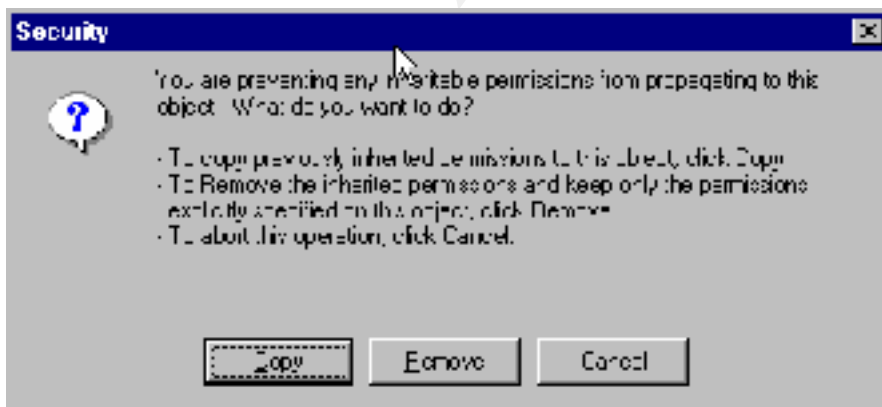 Security
You are preventing any inheritable permissions from propagating to this
object. What do you want to do?
- To copy previously inherited permissions to this object, click Copy.
- To Remove the inherited permissions and keep only the permissions
explicitly specified on this object, click Remove.
- To abort this operation, click Cancel.
Copy
Remove
Cancel